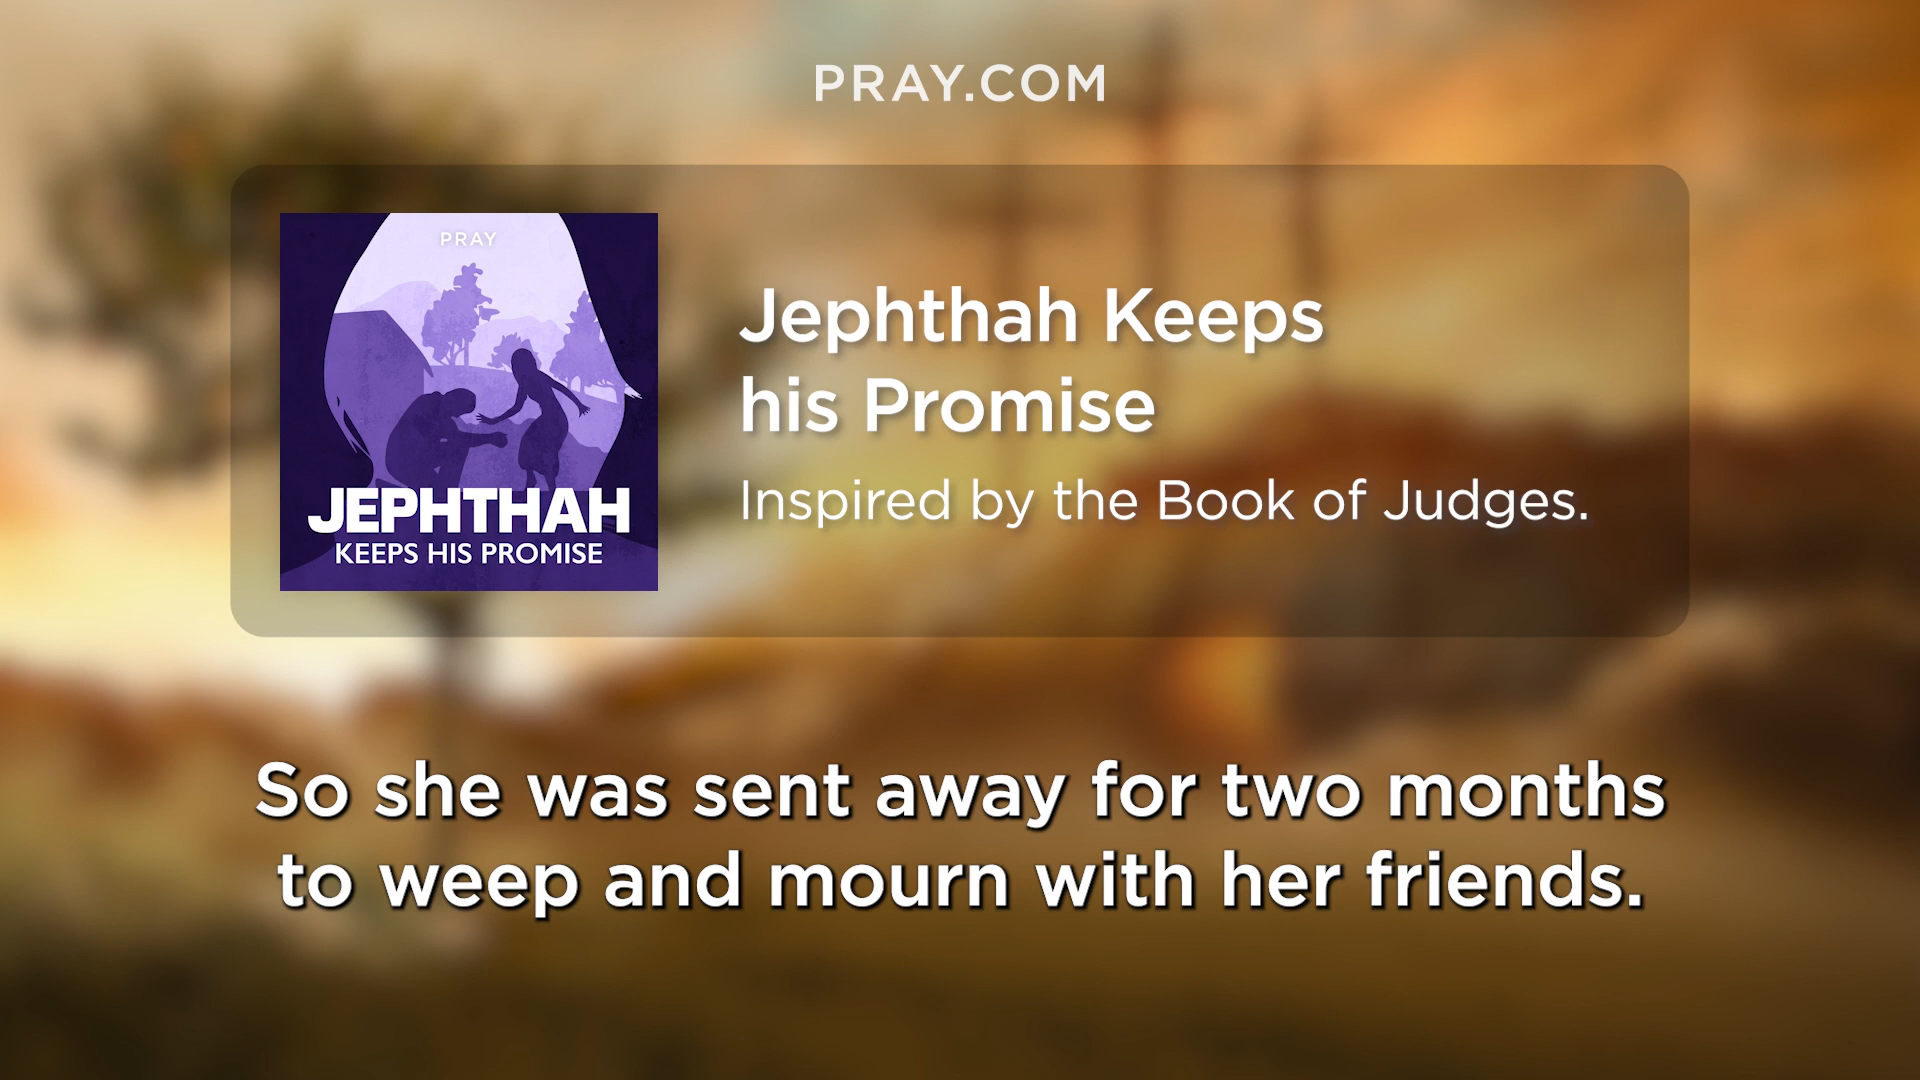 PRAY.COM
PRAY
JEPHTHAH
KEEPS HIS PROMISE
Jephthah Keeps
his Promise
Inspired by the Book of Judges.
So she was sent away for two months
to weep and mourn with her friends.